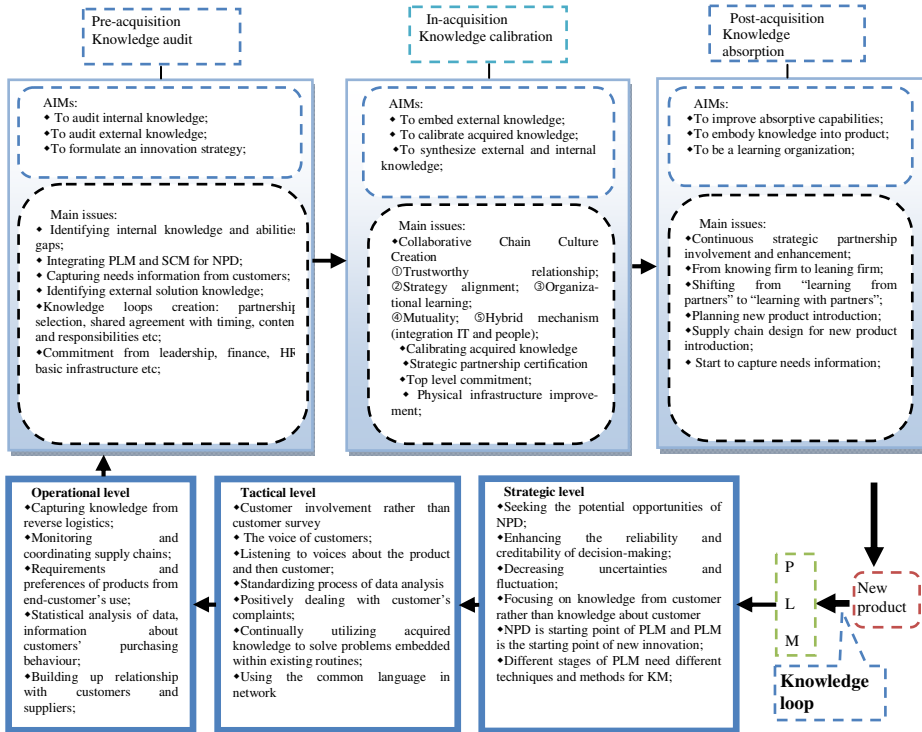 Pre-acquisition
Knowledge audit
In-acquisition
Knowledge calibration
Post-acquisition
Knowledge
absorption
AIMs:
◆ To audit internal knowledge;
◆To audit external knowledge;
◆To formulate an innovation strategy;
AIMs:
◆To embed external knowledge;
◆To calibrate acquired knowledge;
◆To synthesize external and internal
knowledge;
AIMs:
◆To improve absorptive capabilities;
◆To embody knowledge into product;
◆To be a learning organization;
Main issues:
◆ Identifying internal knowledge and abilities
gaps;
◆ Integrating PLM and SCM for NPD;
◆ Capturing needs information from customers;
◆ Identifying external solution knowledge;
◆Knowledge loops creation: partnership
selection, shared agreement with timing, conten
and responsibilities etc;
◆Commitment from leadership, finance, HR
basic infrastructure etc;
Main issues:
◆Collaborative Chain Culture
Creation
①Trustworthy relationship;
②Strategy alignment; ③Organiza-
tional learning;
④Mutuality; ⑤Hybrid mechanism
(integration IT and people);
◆Calibrating acquired knowledge
◆Strategic partnership certification
◆Top level commitment;
◆ Physical infrastructure improve-
ment;
Main issues:
◆Continuous strategic partnership
involvement and enhancement;
◆From knowing firm to leaning firm;
◆Shifting from “learning from
partners” to “learning with partners”;
◆Planning new product introduction;
◆Supply chain design for new product
introduction;
◆ Start to capture needs information;
Operational level
◆Capturing knowledge from
reverse logistics;
◆Monitoring and
coordinating supply chains;
◆Requirements and
preferences of products from
end-customer’s use;
◆Statistical analysis of data,
information about
customers’ purchasing
behaviour;
◆Building up relationship
with customers and
suppliers;
Tactical level
◆Customer involvement rather than
customer survey
◆ The voice of customers;
◆Listening to voices about the product
and then customer;
◆Standardizing process of data analysis
◆Positively dealing with customer’s
complaints;
◆Continually utilizing acquired
knowledge to solve problems embedded
within existing routines;
◆Using the common language in
network
Strategic level
◆Seeking the potential opportunities of
NPD;
◆Enhancing the reliability and
creditability of decision-making;
◆Decreasing uncertainties and
fluctuation;
◆Focusing on knowledge from customer
rather than knowledge about customer
◆NPD is starting point of PLM and PLM
is the starting point of new innovation;
◆Different stages of PLM need different
techniques and methods for KM;
P
L
M
New
product
Knowledge
loop